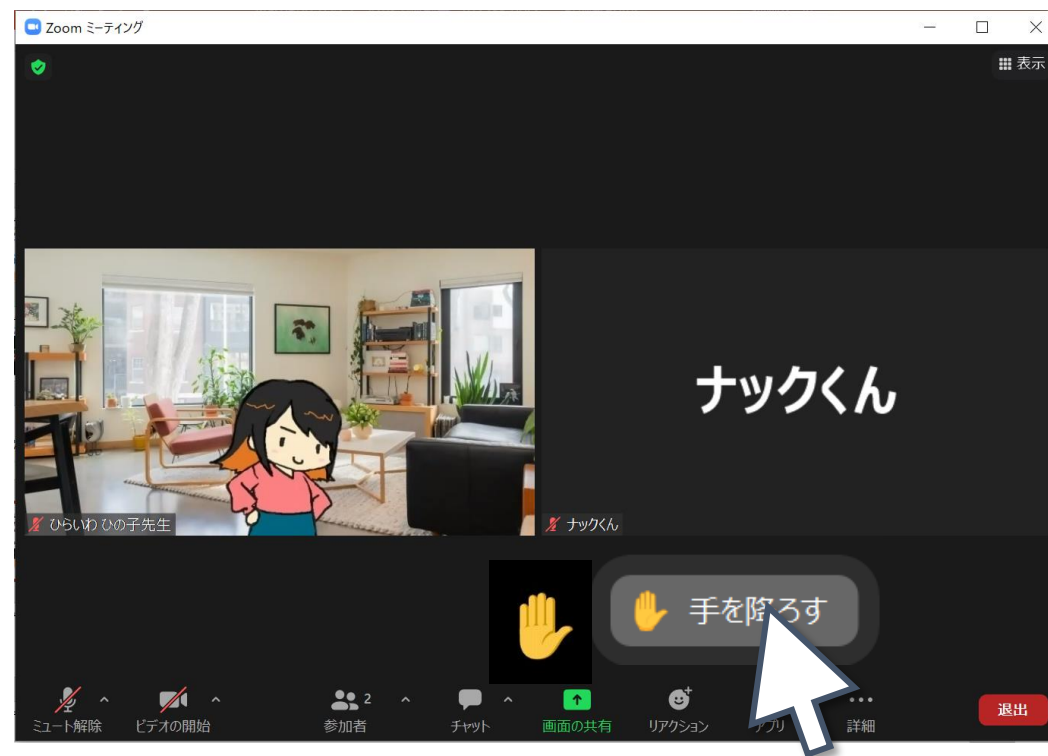 Zoom ミーティング
表示
ナックくん
ひらいわ ひの子先生
ナックくん
手を降ろす
2
ミュート解除
ビデオの開始
参加者
チャット
画面の共有
リアクション
アプリ
詳細
退出